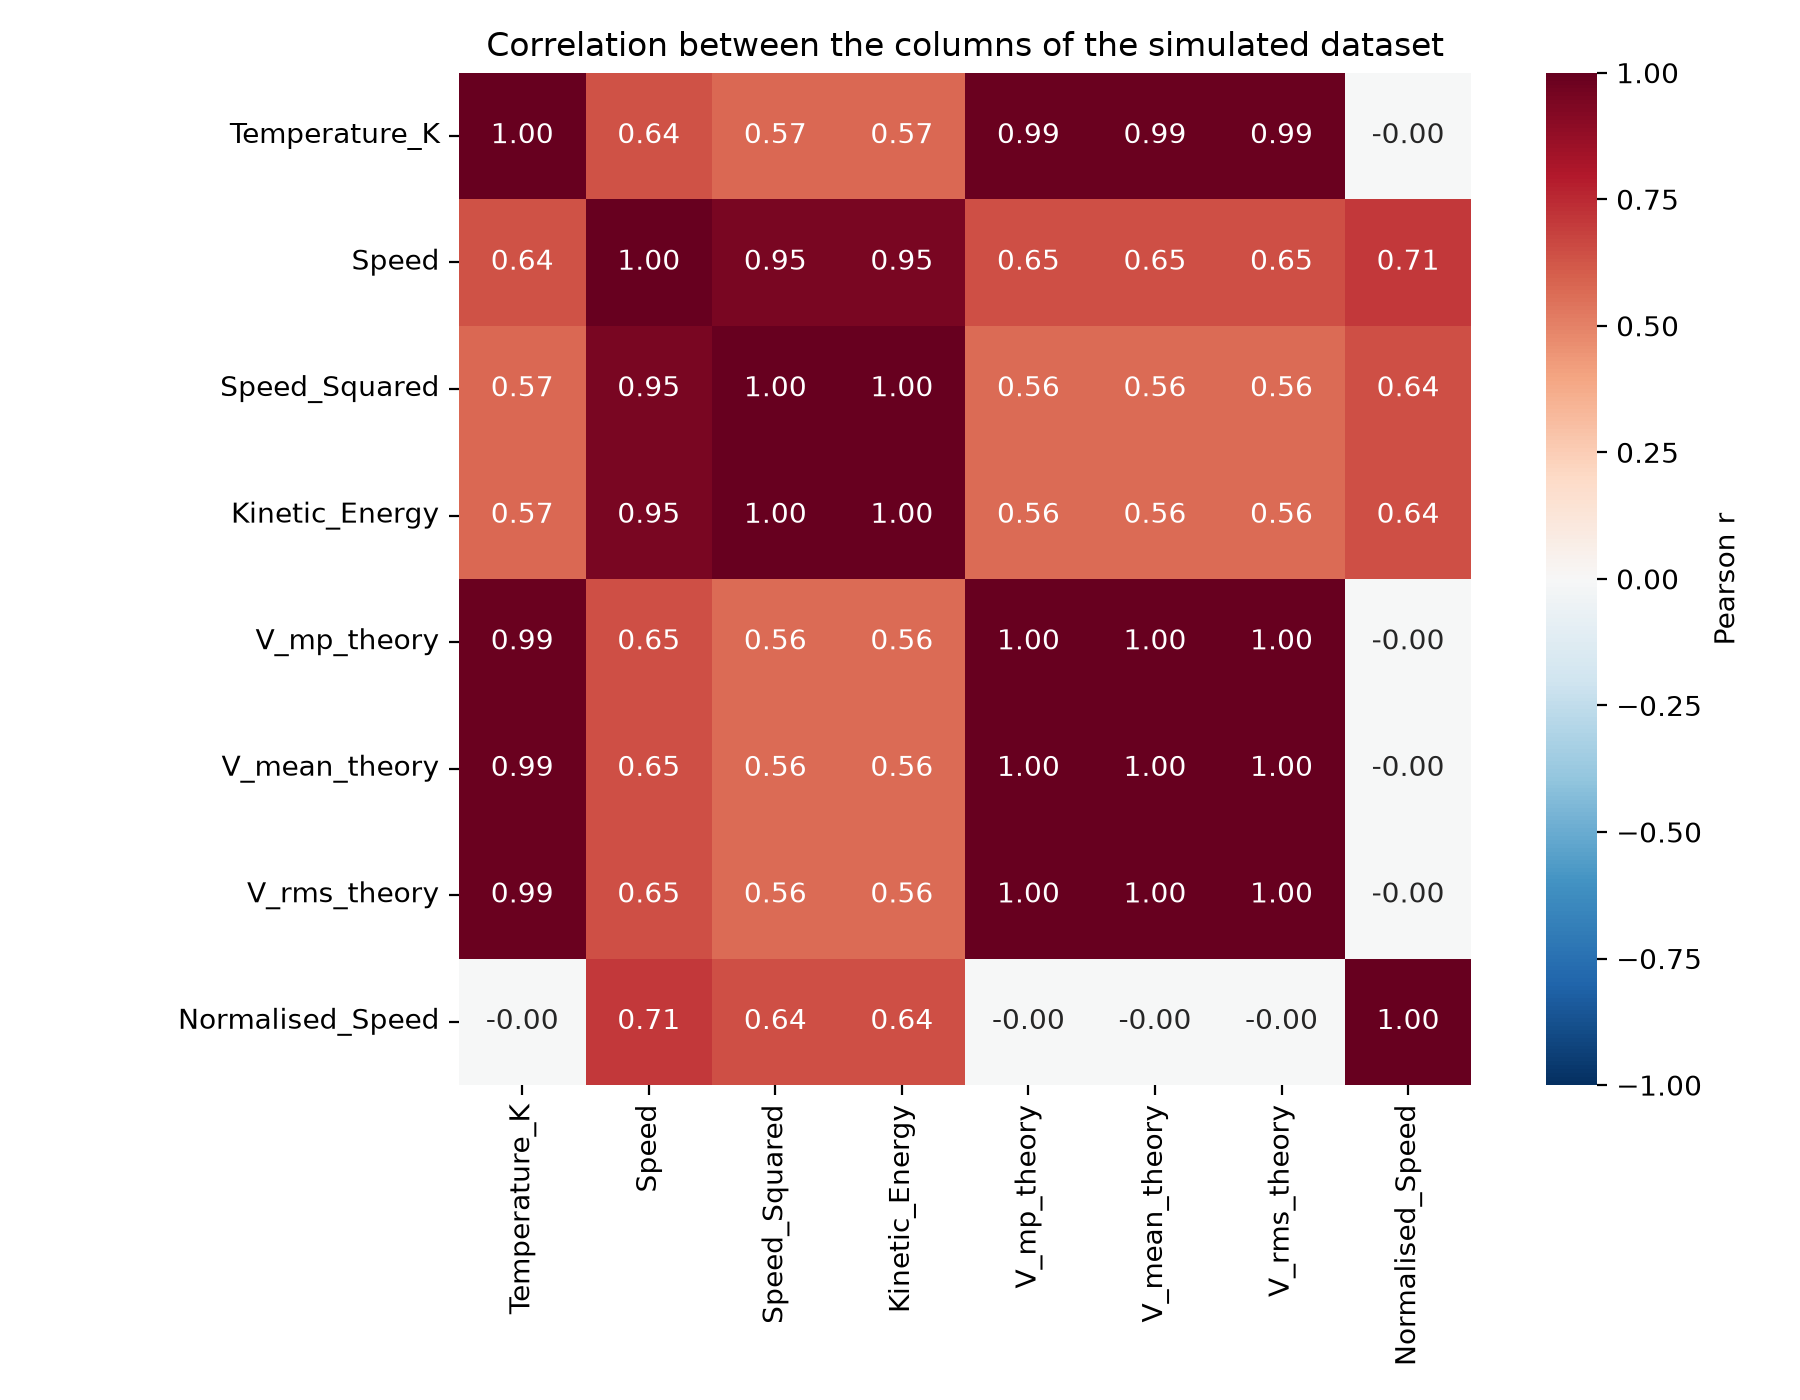 Correlation between the columns of the simulated dataset
Temperature_K 1.00 0.64 0.57 0.57 0.99 0.99 0.99 -0.00
Speed 0.64 1.00 0.95 0.95 0.65 0.65 0.65 0.71
Speed_Squared 0.57 0.95 1.00 1.00 0.56 0.56 0.56 0.64
Kinetic_Energy 0.57 0.95 1.00 1.00 0.56 0.56 0.56 0.64
V_mp_theory 0.99 0.65 0.56 0.56 1.00 1.00 1.00 -0.00
V_mean_theory 0.99 0.65 0.56 0.56 1.00 1.00 1.00 -0.00
V_rms_theory 0.99 0.65 0.56 0.56 1.00 1.00 1.00 -0.00
Normalised_Speed -0.00 0.71 0.64 0.64 -0.00 -0.00 -0.00 1.00
Temperature_K
Speed
Speed_Squared
Kinetic_Energy
V_mp_theory
V_mean_theory
V_rms_theory
Normalised_Speed
1.00
0.75
0.50
0.25
0.00
−0.25
−0.50
−0.75
−1.00
Pearson r